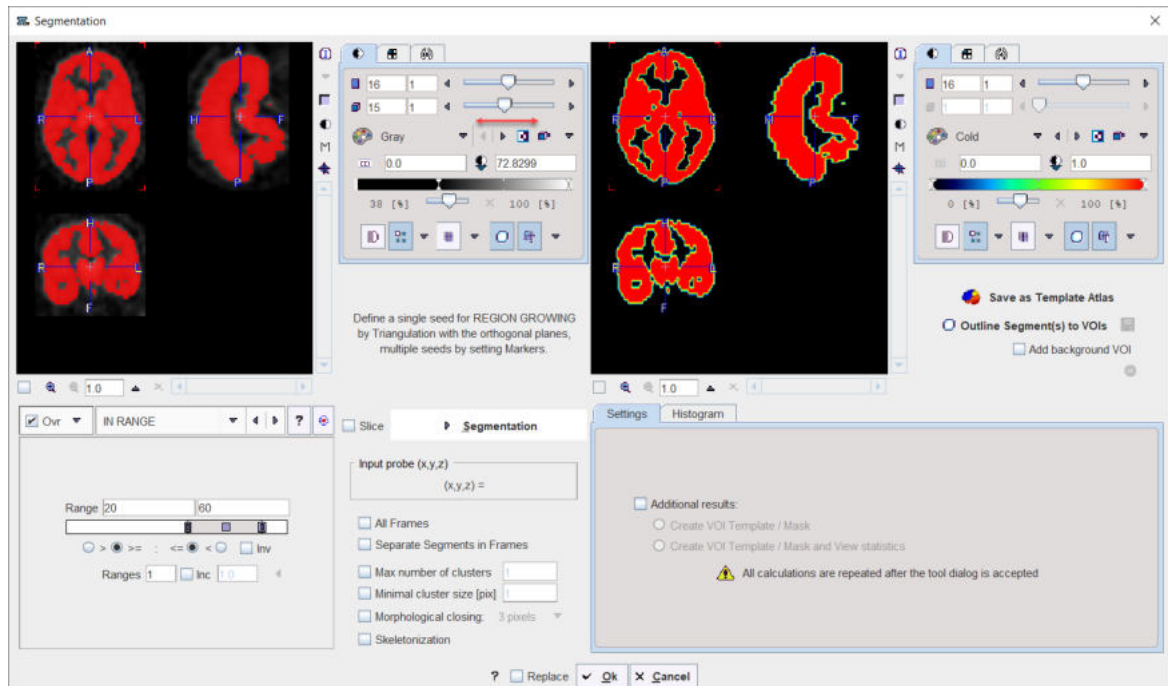 Segmentation
A A
R L H F
P P
H
R L
F
16 1
15 1
Gray
0.0 72.8299
38 [%] 100 [%]
Define a single seed for REGION GROWING
by Triangulation with the orthogonal planes,
multiple seeds by setting Markers.
M
1.0
A A
R L H F
P P
H
R L
F
M
1.0
16 1
1 1
Cold
0.0 1.0
0 [%] 100 [%]
Save as Template Atlas
Outline Segment(s) to VOIs
Add background VOI
Ovr IN RANGE ?
Range 20 60
> >= : <= < Inv
Ranges 1 Inc 1.0
Slice Segmentation
Input probe (x,y,z)
(x,y,z) =
All Frames
Separate Segments in Frames
Max number of clusters 1
Minimal cluster size [pix] 1
Morphological closing: 3 pixels
Skeletonization
Settings Histogram
Additional results:
Create VOI Template / Mask
Create VOI Template / Mask and View statistics
All calculations are repeated after the tool dialog is accepted
? Replace Ok Cancel